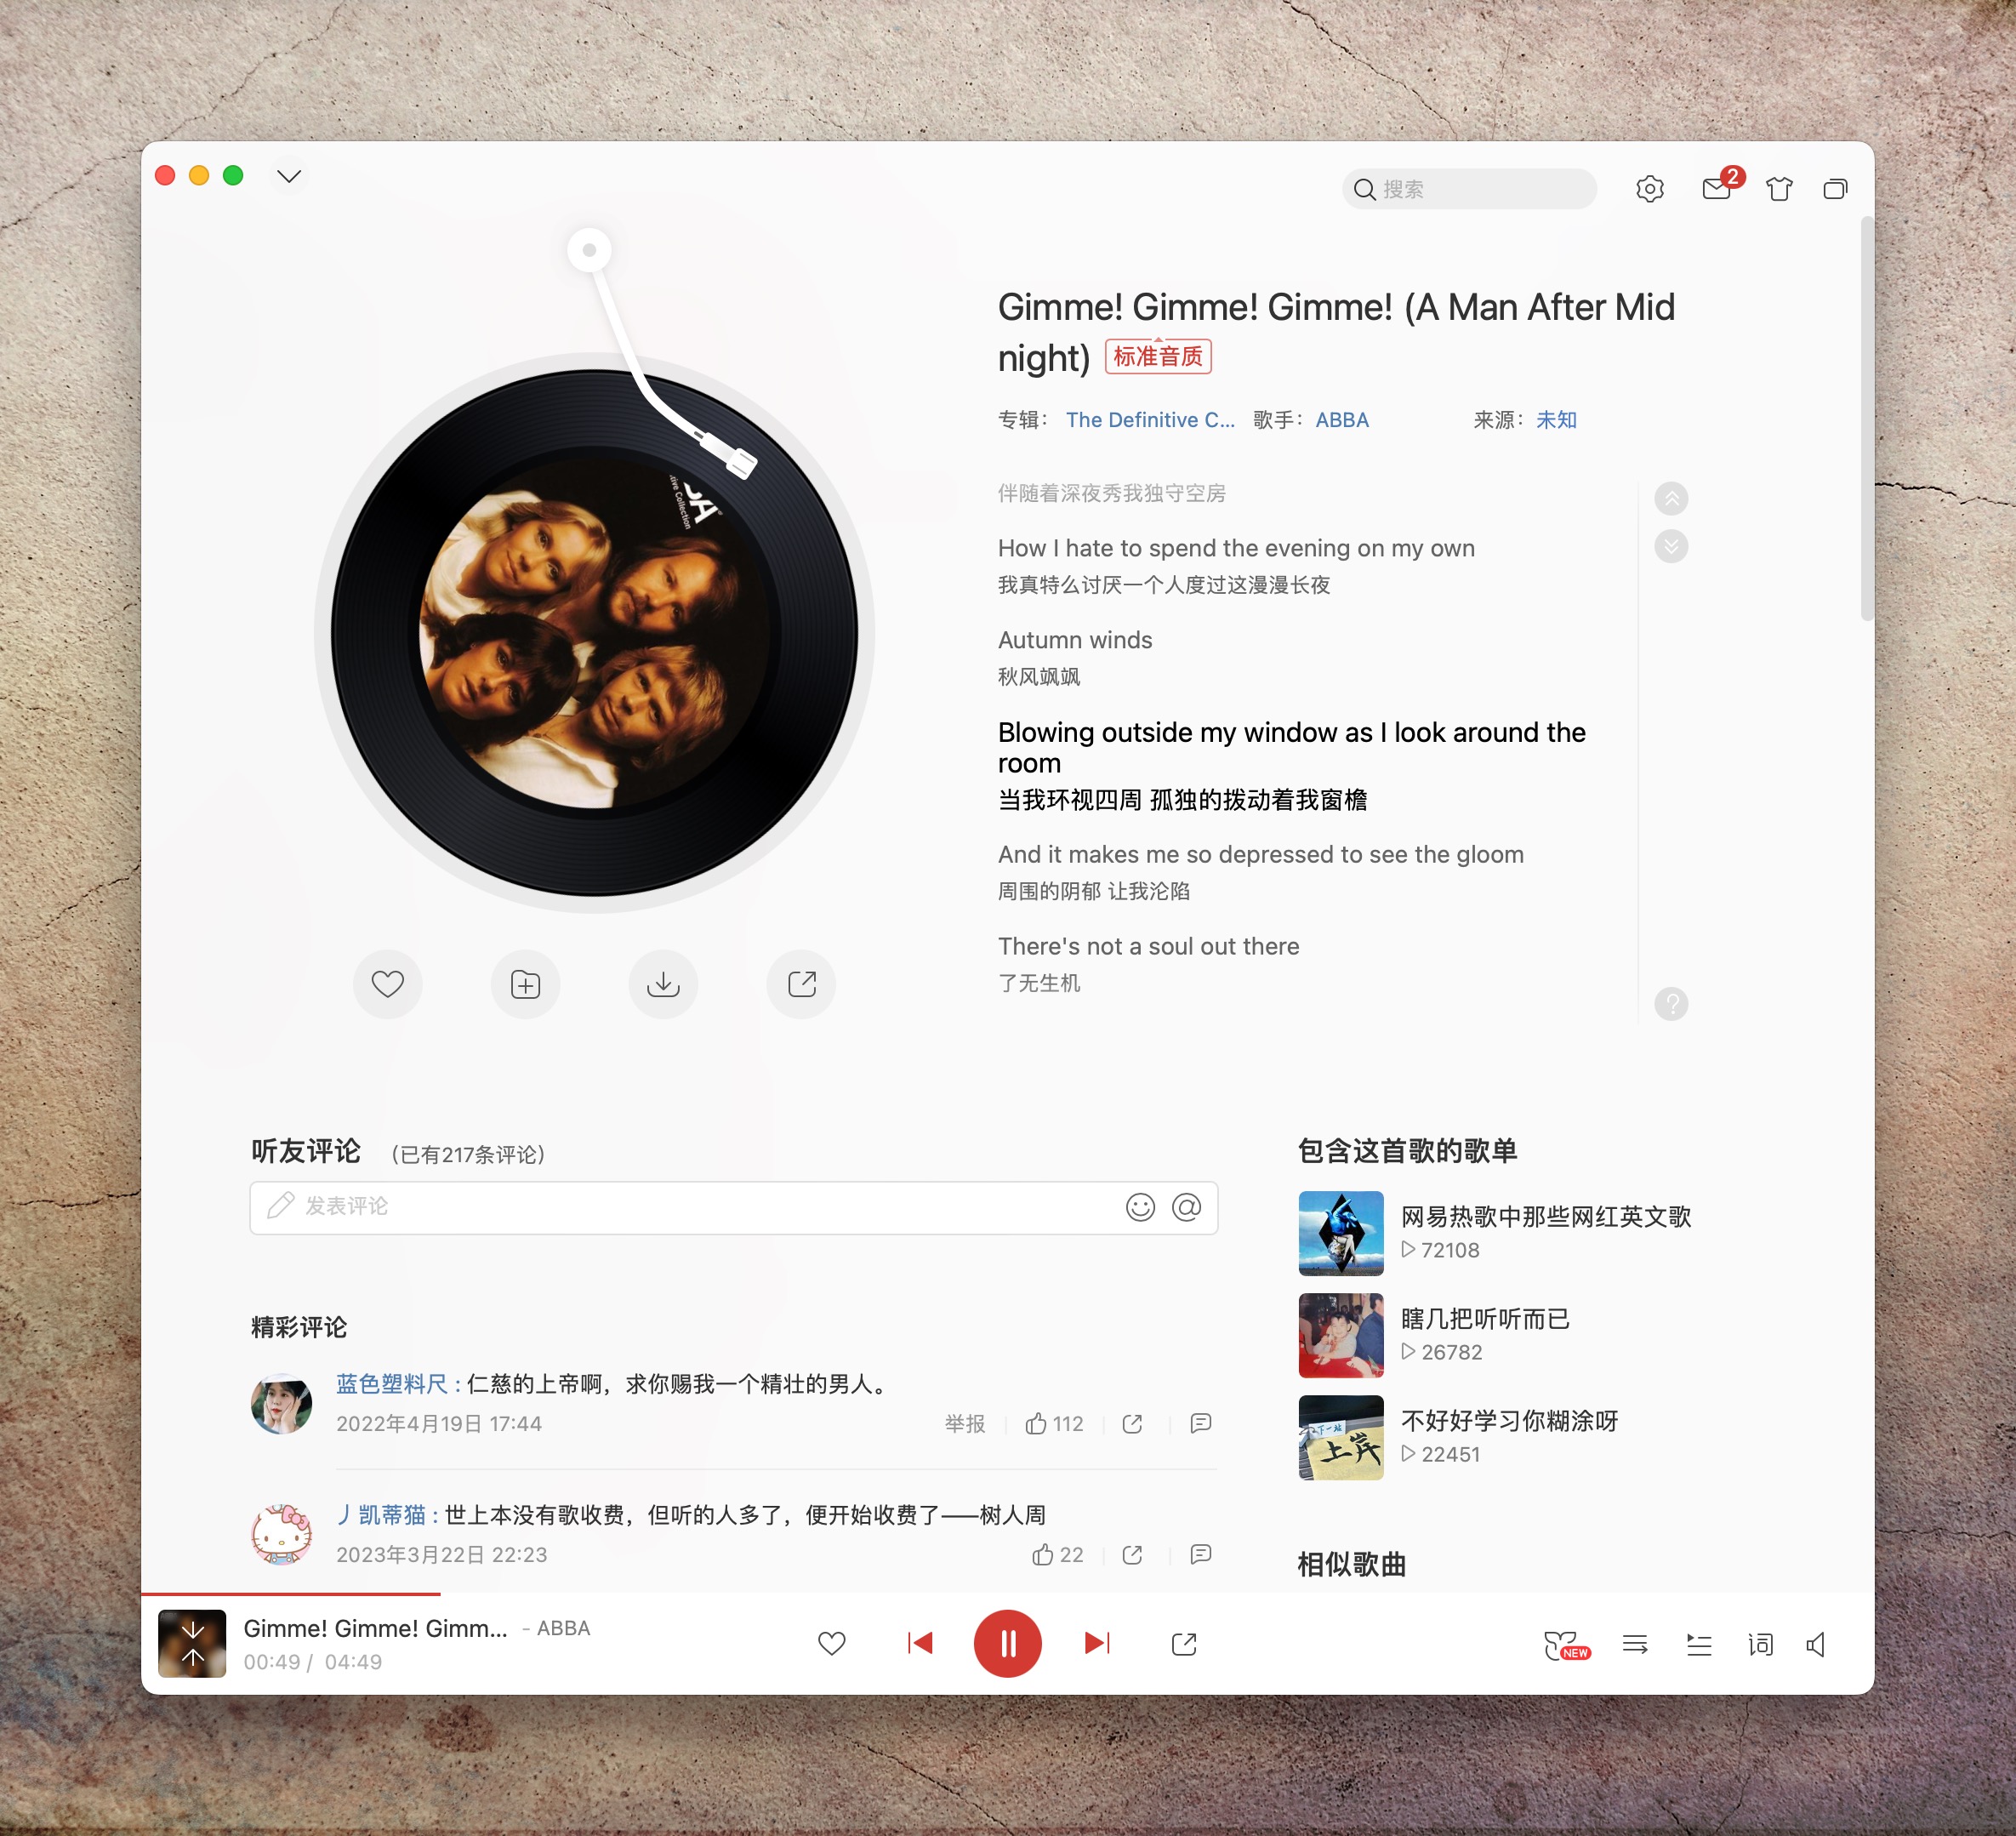 搜索
2
Gimme! Gimme! Gimme! (A Man After Mid
night) 标准音质
专辑： The Definitive C... 歌手： ABBA 来源： 未知
伴随着深夜秀我独守空房
How I hate to spend the evening on my own
我真特么讨厌一个人度过这漫漫长夜
Autumn winds
秋风飒飒
Blowing outside my window as I look around the
room
当我环视四周 孤独的拨动着我窗檐
And it makes me so depressed to see the gloom
周围的阴郁 让我沦陷
There's not a soul out there
了无生机
?
tive Collection
听友评论 (已有217条评论)
发表评论
精彩评论
蓝色塑料尺 : 仁慈的上帝啊，求你赐我一个精壮的男人。
2022年4月19日 17:44 举报 112
丿凯蒂猫 : 世上本没有歌收费，但听的人多了，便开始收费了——树人周
2023年3月22日 22:23 22
包含这首歌的歌单
网易热歌中那些网红英文歌
72108
瞎几把听听而已
26782
下一站
上岸
不好好学习你糊涂呀
22451
相似歌曲
Gimme! Gimme! Gimm... - ABBA
00:49 / 04:49
NEW
词